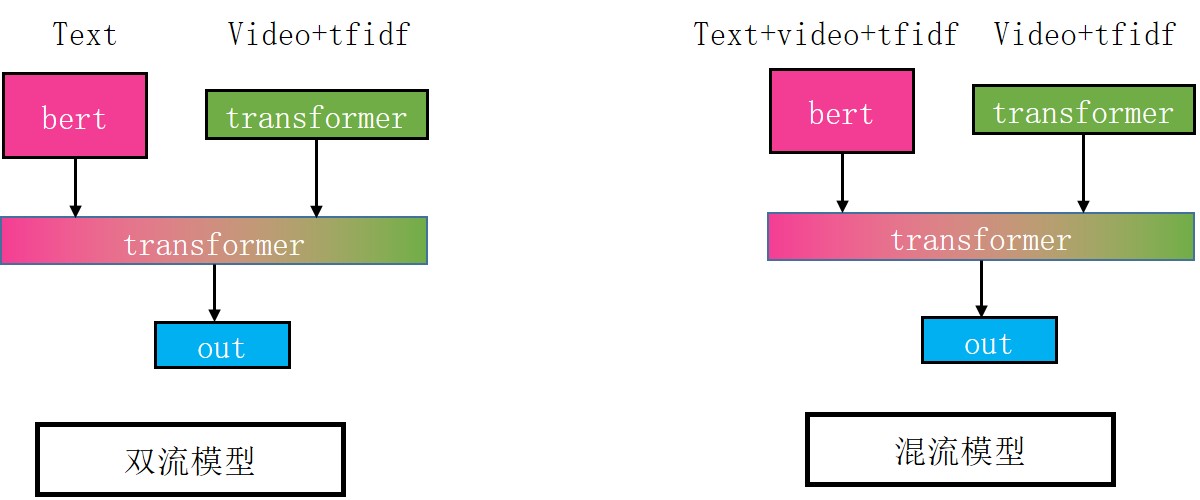 Text
Video+tfidf
bert
transformer
transformer
out
双流模型
Text+video+tfidf
Video+tfidf
bert
transformer
transformer
out
混流模型